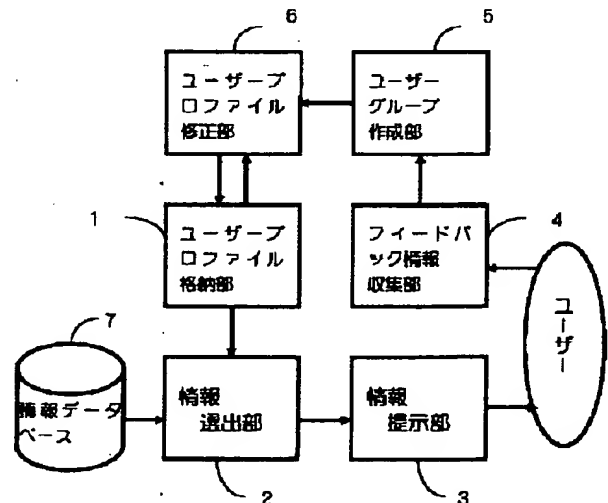 6
5
ユーザープ
ロファイル
修正部
ユーザー
グループ
作成部
1
4
ユーザープ
ロファイル
格納部
フィードバ
ック情報
収集部
ユーザー
7
情報データ
ベース
情報
選出部
情報
提示部
2
3